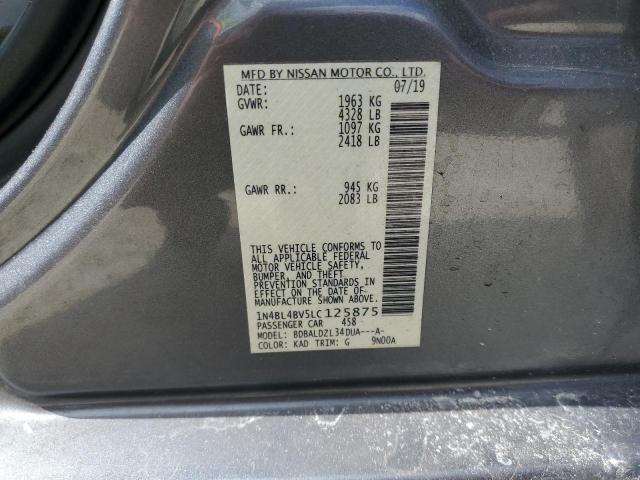 MFD BY NISSAN MOTOR CO., LTD.
DATE: 07/19
GVWR: 1963 KG
4328 LB
GAWR FR.: 1097 KG
2418 LB
GAWR RR.: 945 KG
2083 LB
THIS VEHICLE CONFORMS TO
ALL APPLICABLE FEDERAL
MOTOR VEHICLE SAFETY,
BUMPER, AND THEFT
PREVENTION STANDARDS IN
EFFECT ON THE DATE OF
MANUFACTURE SHOWN ABOVE.
1N4BL4BV5LC125875
PASSENGER CAR 458
MODEL: BDBALDZL34DUA---A-
COLOR: KAD TRIM: G 9N00A